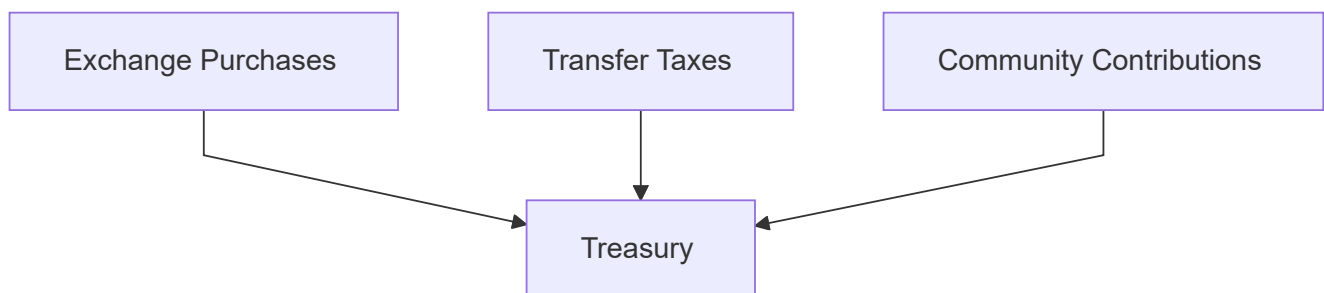 Exchange Purchases
Transfer Taxes
Community Contributions
Treasury